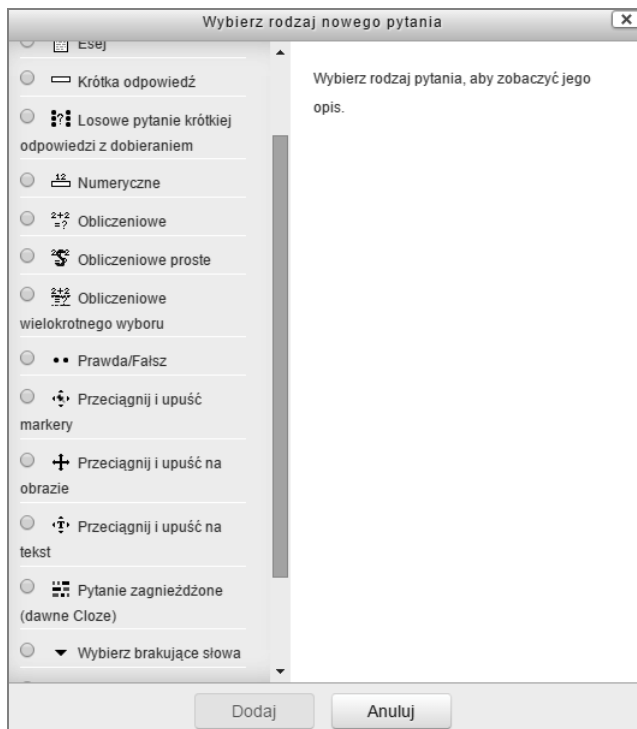 Wybierz rodzaj nowego pytania
Esej
Krótka odpowiedź
Losowe pytanie krótkiej
odpowiedzi z dobieraniem
Numeryczne
Obliczeniowe
Obliczeniowe proste
Obliczeniowe
wielokrotnego wyboru
Prawda/Fałsz
Przeciągnij i upuść
markery
Przeciągnij i upuść na
obrazie
Przeciągnij i upuść na
tekst
Pytanie zagnieżdżone
(dawne Cloze)
Wybierz brakujące słowa
Wybierz rodzaj pytania, aby zobaczyć jego
opis.
Dodaj
Anuluj